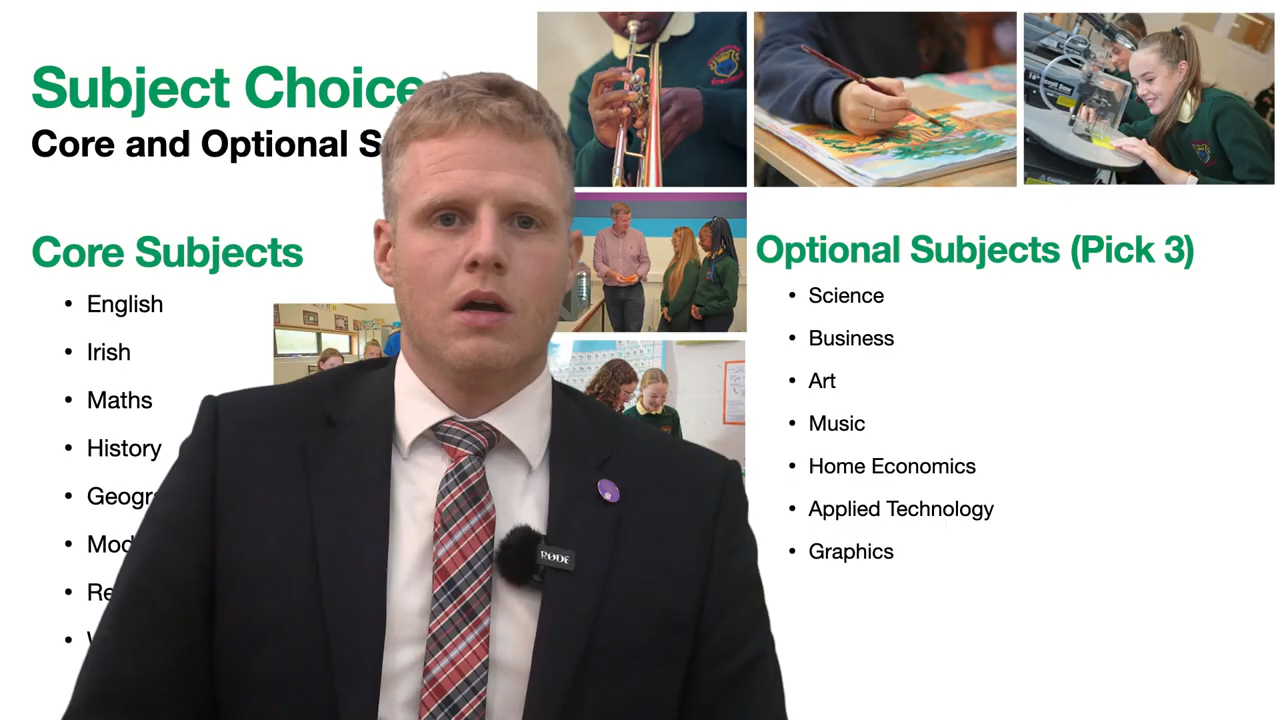 Subject Choice
Core and Optional
Core Subjects
• English
• Irish
• Maths
• History
Optional Subjects (Pick 3)
• Science
• Business
• Art
• Music
• Home Economics
• Applied Technology
• Graphics
RØDE